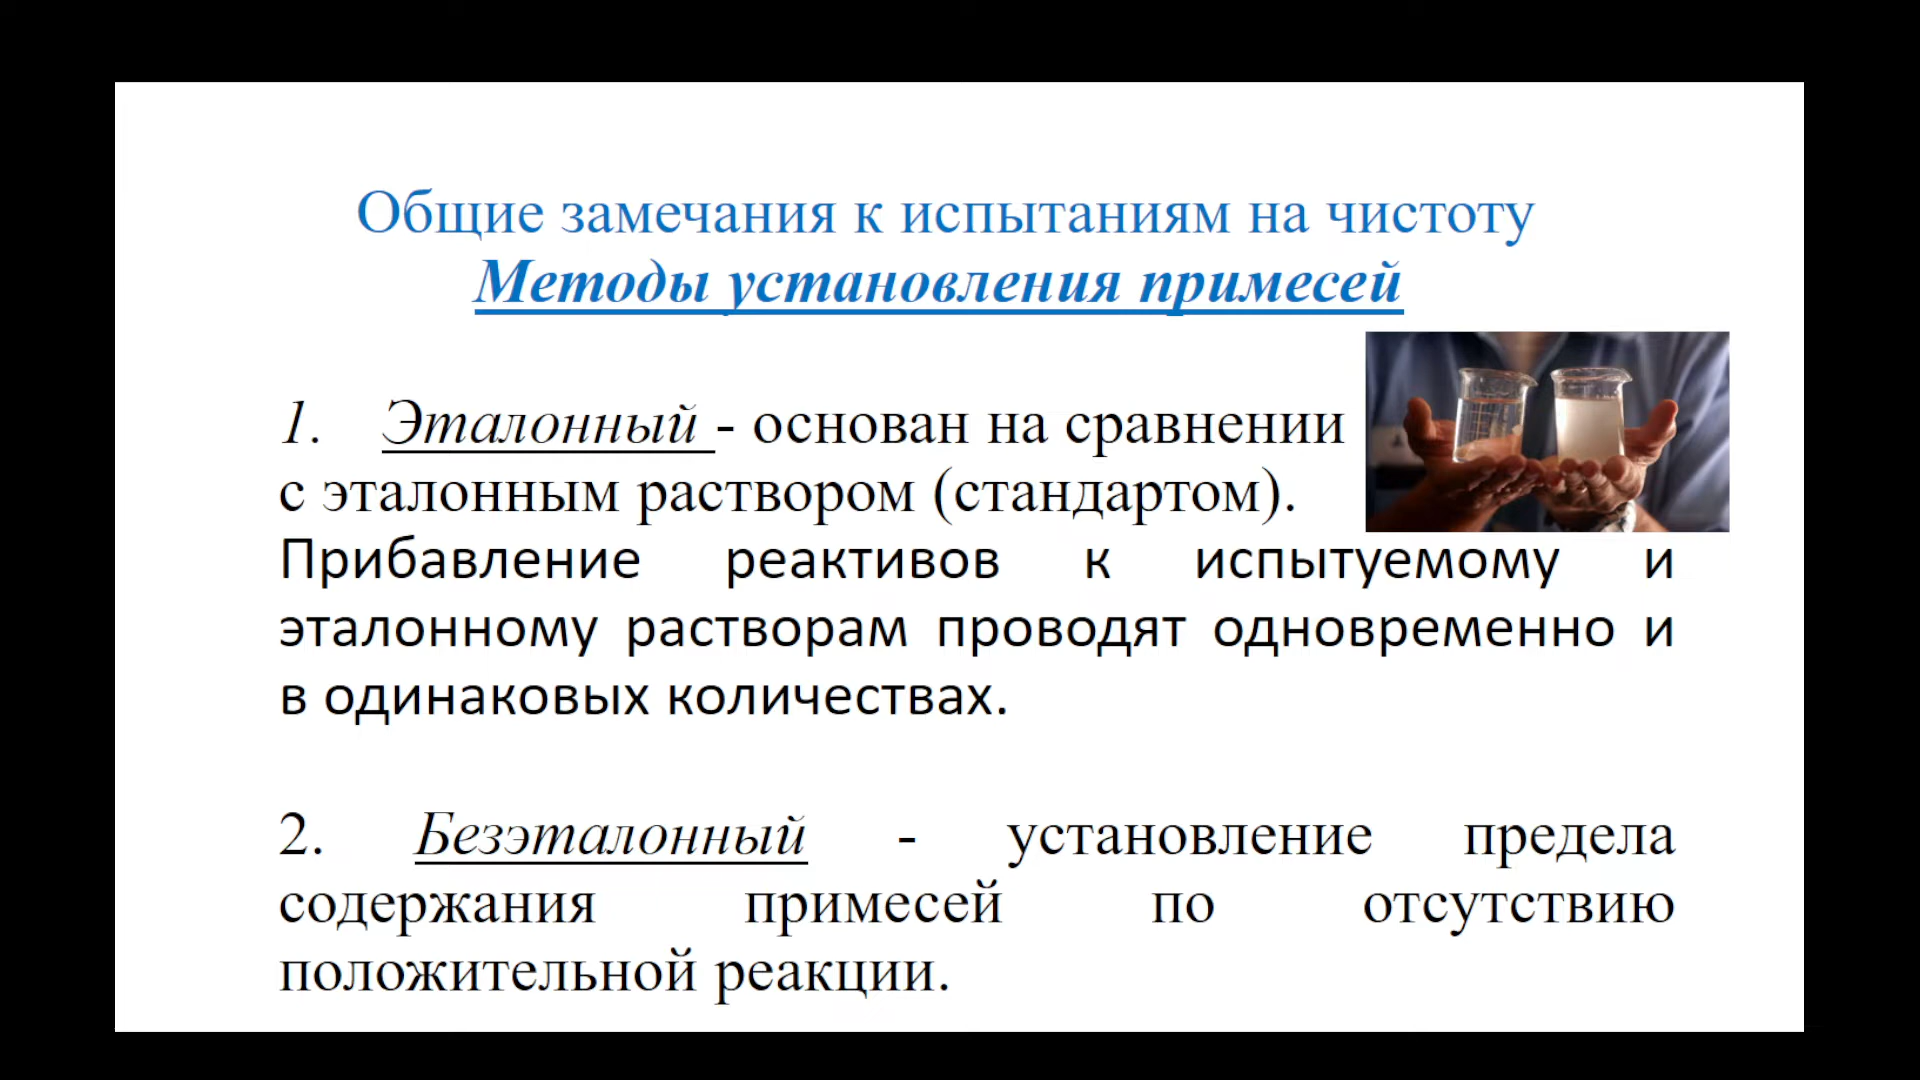 Общие замечания к испытаниям на чистоту
Методы установления примесей
1. Эталонный - основан на сравнении
с эталонным раствором (стандартом).
Прибавление реактивов к испытуемому и
эталонному растворам проводят одновременно и
в одинаковых количествах.
2. Безэталонный - установление предела
содержания примесей по отсутствию
положительной реакции.